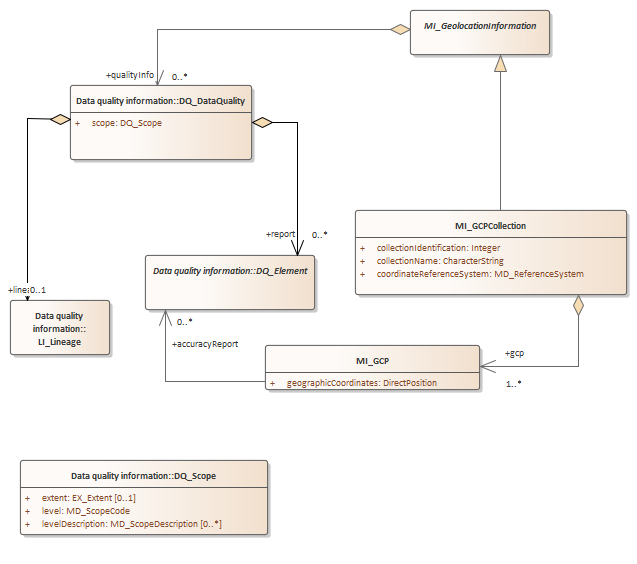 MI_GeolocationInformation
+qualityInfo
0..*
Data quality information::DQ_DataQuality
+ scope: DQ_Scope
MI_GCPCollection
+ collectionIdentification: Integer
+ collectionName: CharacterString
+ coordinateReferenceSystem: MD_ReferenceSystem
+report
0..*
Data quality information::DQ_Element
+line
0..1
Data quality
information::
LI_Lineage
0..*
+accuracyReport
MI_GCP
+ geographicCoordinates: DirectPosition
+gcp
1..*
Data quality information::DQ_Scope
+ extent: EX_Extent [0..1]
+ level: MD_ScopeCode
+ levelDescription: MD_ScopeDescription [0..*]